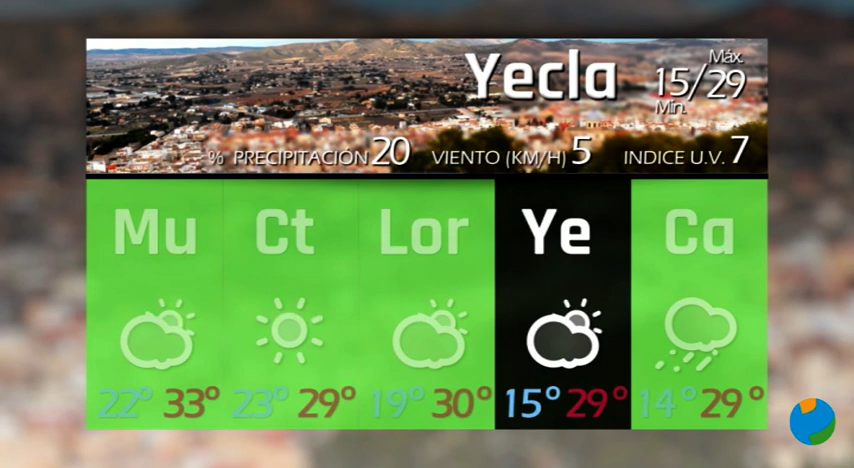 Yecla
Máx.
15/29
Mín.
% PRECIPITACIÓN 20 VIENTO (KM/H) 5 INDICE U.V. 7
Mu Ct Lor Ye Ca
22° 33° 23° 29° 19° 30° 15° 29° 14° 29°